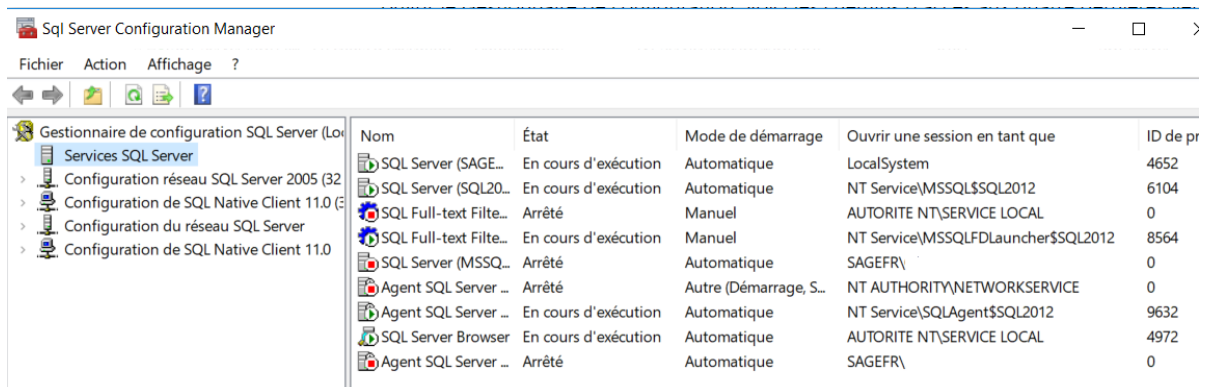 Sql Server Configuration Manager
Fichier Action Affichage ?
Gestionnaire de configuration SQL Server (Loc
Services SQL Server
Configuration réseau SQL Server 2005 (32
Configuration de SQL Native Client 11.0 (3
Configuration du réseau SQL Server
Configuration de SQL Native Client 11.0
Nom État Mode de démarrage Ouvrir une session en tant que ID de pr
SQL Server (SAGE... En cours d'exécution Automatique LocalSystem 4652
SQL Server (SQL20... En cours d'exécution Automatique NT Service\MSSQL$SQL2012 6104
SQL Full-text Filte... Arrêté Manuel AUTORITE NT\SERVICE LOCAL 0
SQL Full-text Filte... En cours d'exécution Manuel NT Service\MSSQLFDLauncher$SQL2012 8564
SQL Server (MSSQ... Arrêté Automatique SAGEFR\ 0
Agent SQL Server ... Arrêté Autre (Démarrage, S... NT AUTHORITY\NETWORKSERVICE 0
Agent SQL Server ... En cours d'exécution Automatique NT Service\SQLAgent$SQL2012 9632
SQL Server Browser En cours d'exécution Automatique AUTORITE NT\SERVICE LOCAL 4972
Agent SQL Server ... Arrêté Automatique SAGEFR\ 0